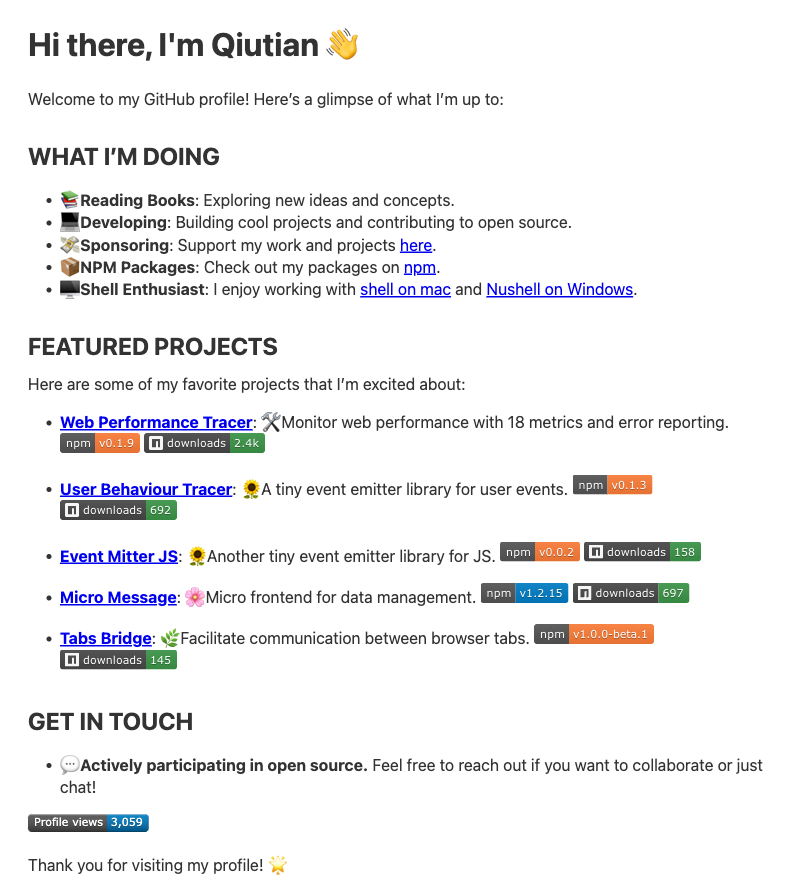 Hi there, I'm Qiutian 👋
Welcome to my GitHub profile! Here’s a glimpse of what I’m up to:
WHAT I’M DOING
• 📚Reading Books: Exploring new ideas and concepts.
• 💻Developing: Building cool projects and contributing to open source.
• 💸Sponsoring: Support my work and projects here.
• 📦NPM Packages: Check out my packages on npm.
• 🖥️Shell Enthusiast: I enjoy working with shell on mac and Nushell on Windows.
FEATURED PROJECTS
Here are some of my favorite projects that I’m excited about:
• Web Performance Tracer: 🛠️Monitor web performance with 18 metrics and error reporting.
npm v0.1.9 downloads 2.4k
• User Behaviour Tracer: 🌻A tiny event emitter library for user events. npm v0.1.3
downloads 692
• Event Mitter JS: 🌻Another tiny event emitter library for JS. npm v0.0.2 downloads 158
• Micro Message: 🌸Micro frontend for data management. npm v1.2.15 downloads 697
• Tabs Bridge: 🌿Facilitate communication between browser tabs. npm v1.0.0-beta.1
downloads 145
GET IN TOUCH
• 💬Actively participating in open source. Feel free to reach out if you want to collaborate or just
chat!
Profile views 3,059
Thank you for visiting my profile! 🌟